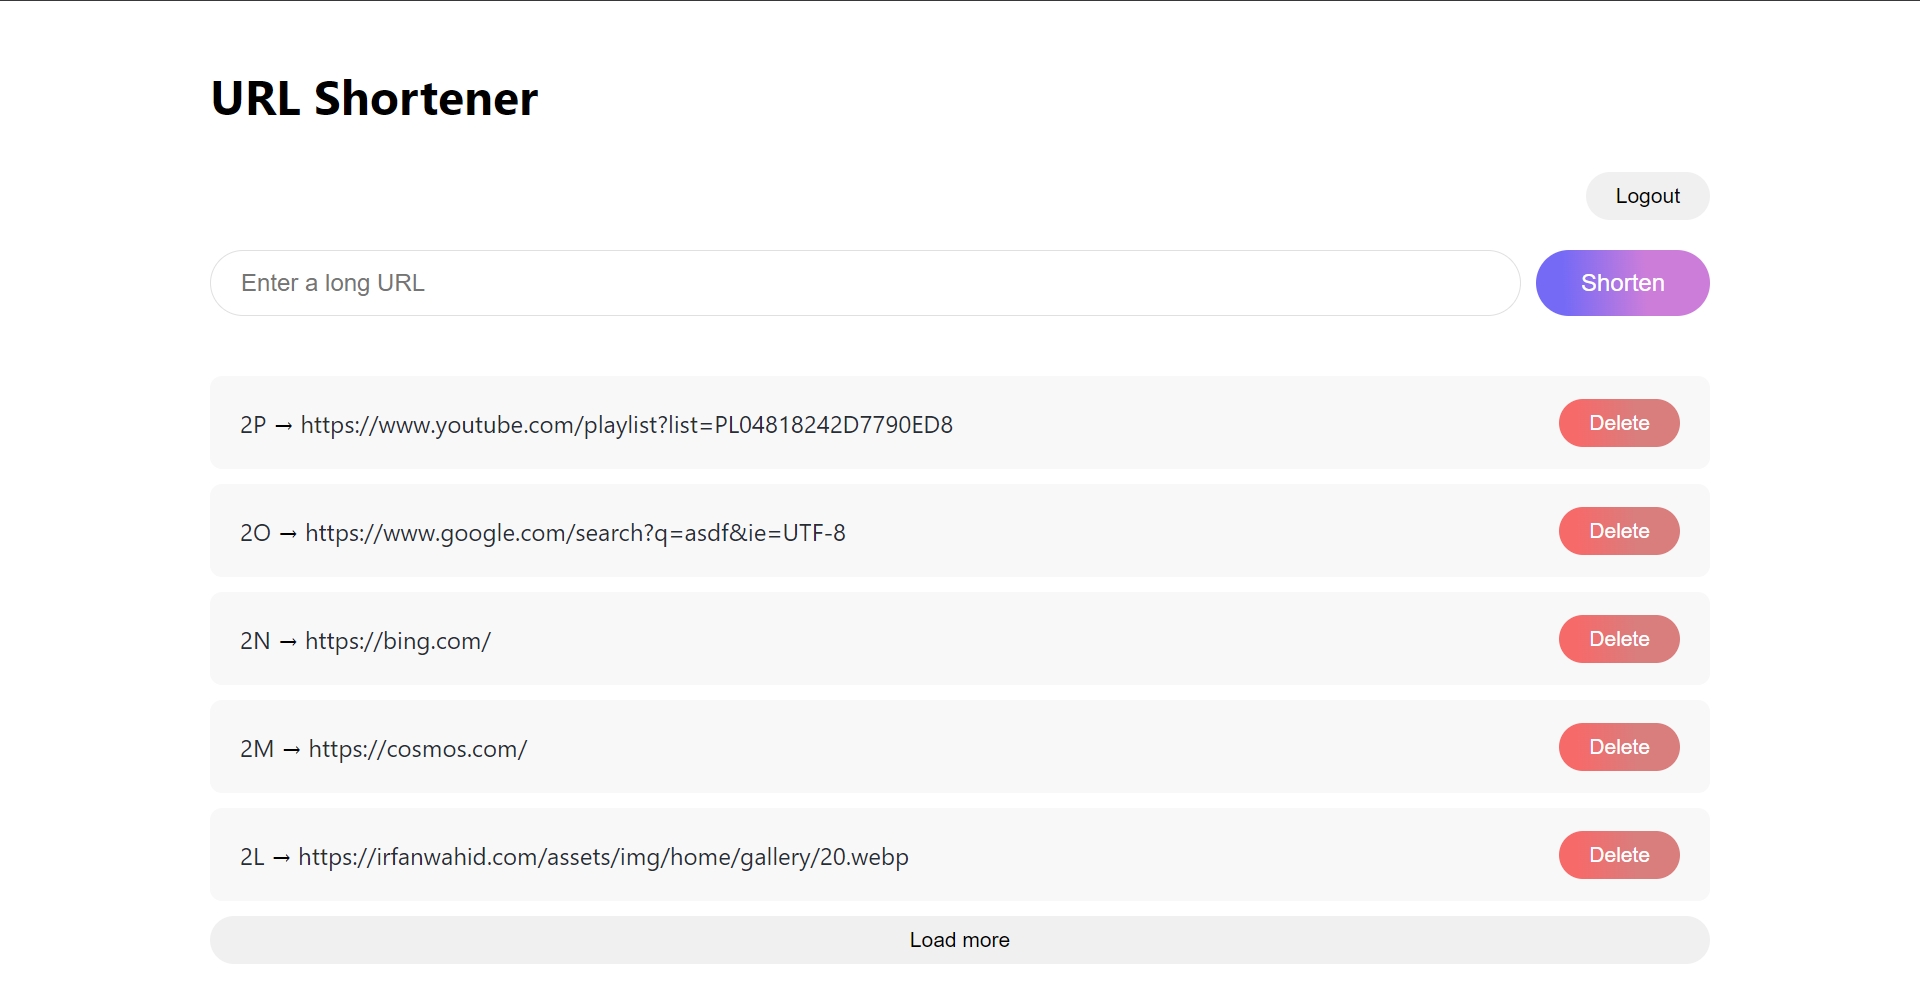 URL Shortener
Logout
Enter a long URL
Shorten
2P → https://www.youtube.com/playlist?list=PL04818242D7790ED8
Delete
2O → https://www.google.com/search?q=asdf&ie=UTF-8
Delete
2N → https://bing.com/
Delete
2M → https://cosmos.com/
Delete
2L → https://irfanwahid.com/assets/img/home/gallery/20.webp
Delete
Load more